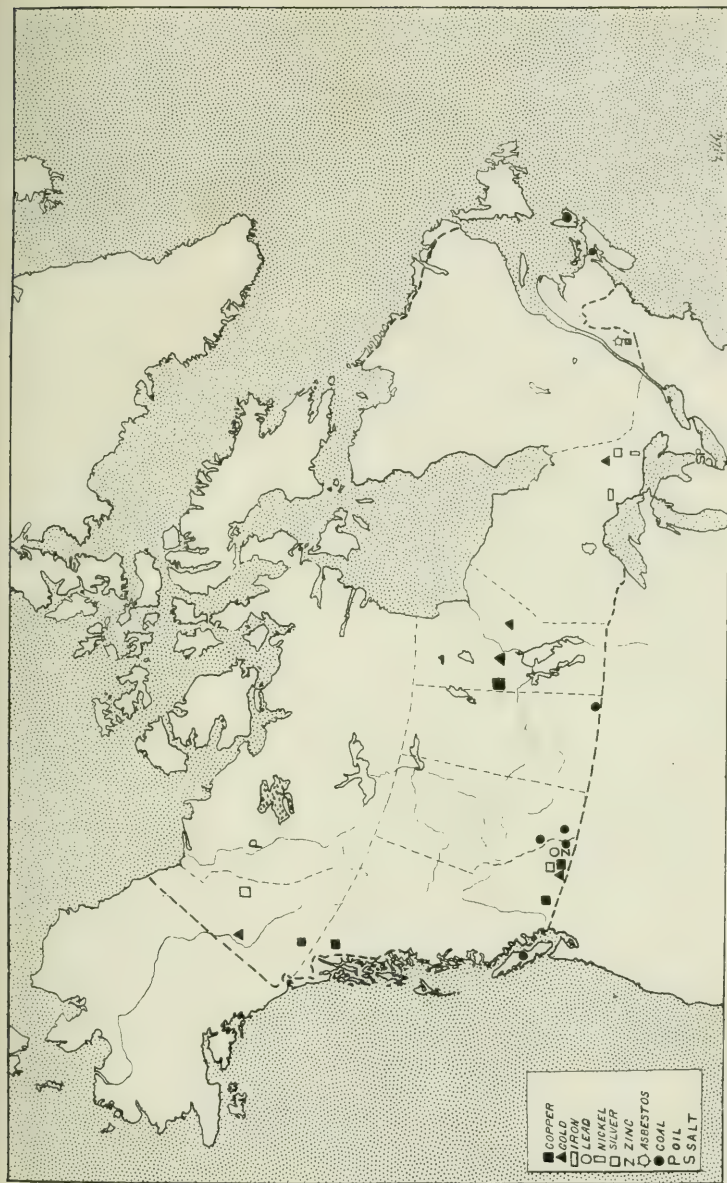 COPPER
GOLD
IRON
LEAD
NICKEL
SILVER
Z ZINC
ASBESTOS
COAL
P OIL
S SALT
P
Z
S
P